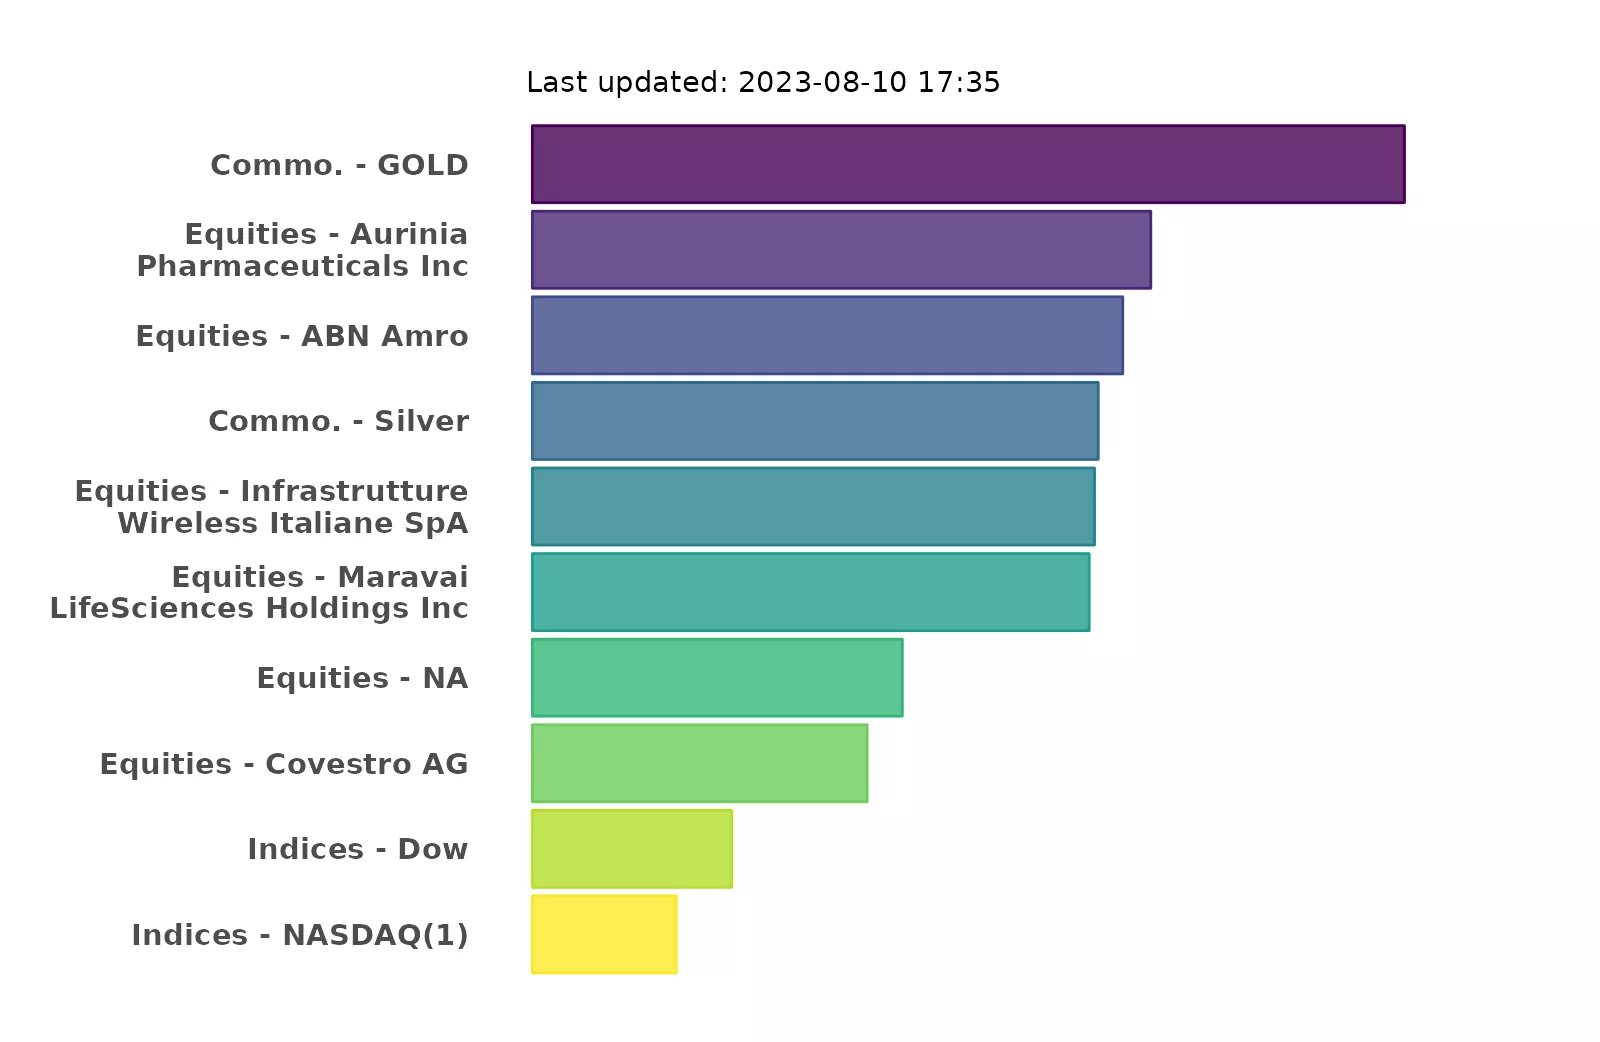 Last updated: 2023-08-10 17:35
Commo. - GOLD
Equities - Aurinia
Pharmaceuticals Inc
Equities - ABN Amro
Commo. - Silver
Equities - Infrastrutture
Wireless Italiane SpA
Equities - Maravai
LifeSciences Holdings Inc
Equities - NA
Equities - Covestro AG
Indices - Dow
Indices - NASDAQ(1)